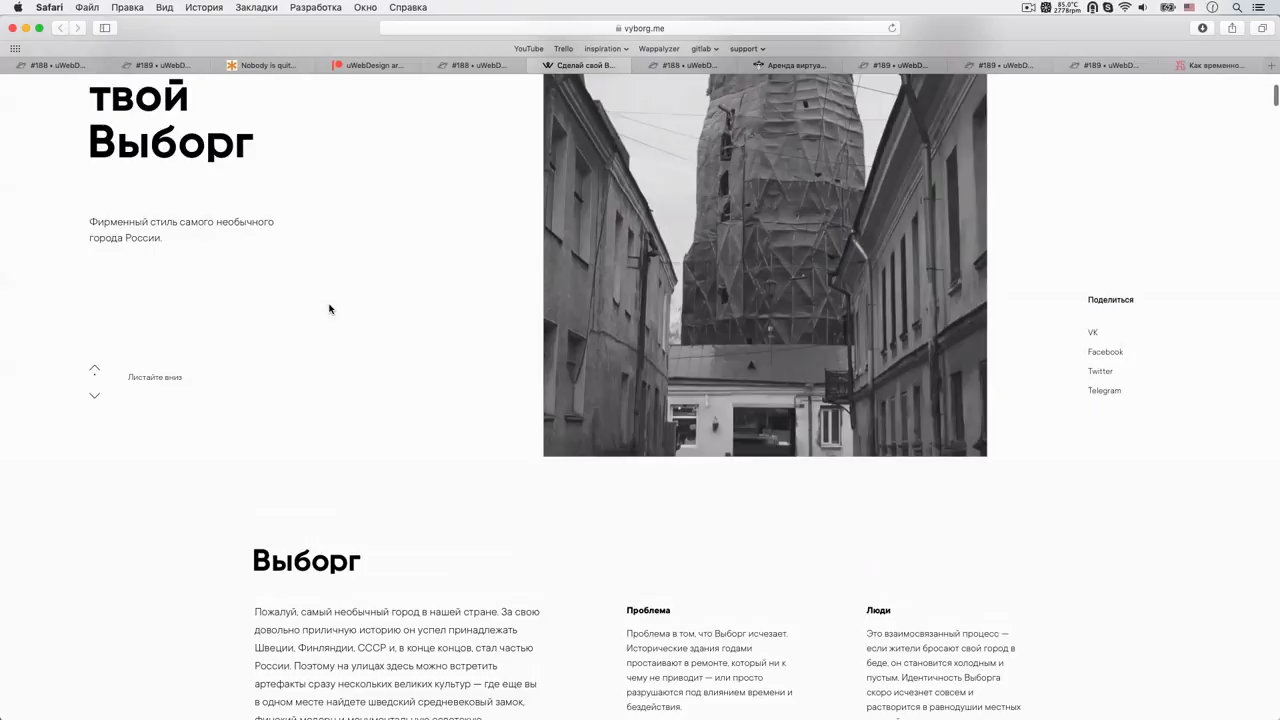 Safari Файл Правка Вид История Закладки Разработка Окно Справка
85.0°C
2778rpm
vyborg.me
YouTube Trello inspiration Wappalyzer gitlab support
#188 • uWebD... #189 • uWebD... Nobody is quit... uWebDesign ar... #188 • uWebD... Сделай свой В... #188 • uWebD... Аренда виртуа... #189 • uWebD... #189 • uWebD... #189 • uWebD... Как временно...
твой
Выборг
Фирменный стиль самого необычного
города России.
Листайте вниз
Поделиться
VK
Facebook
Twitter
Telegram
Выборг
Пожалуй, самый необычный город в нашей стране. За свою
довольно приличную историю он успел принадлежать
Швеции, Финляндии, СССР и, в конце концов, стал частью
России. Поэтому на улицах здесь можно встретить
артефакты сразу нескольких великих культур — где еще вы
в одном месте найдете шведский средневековый замок,
финский модерн и монументальную советскую
Проблема
Проблема в том, что Выборг исчезает.
Исторические здания годами
простаивают в ремонте, который ни к
чему не приводит — или просто
разрушаются под влиянием времени и
бездействия.
Люди
Это взаимосвязанный процесс —
если жители бросают свой город в
беде, он становится холодным и
пустым. Идентичность Выборга
скоро исчезнет совсем и
растворится в равнодушии местных